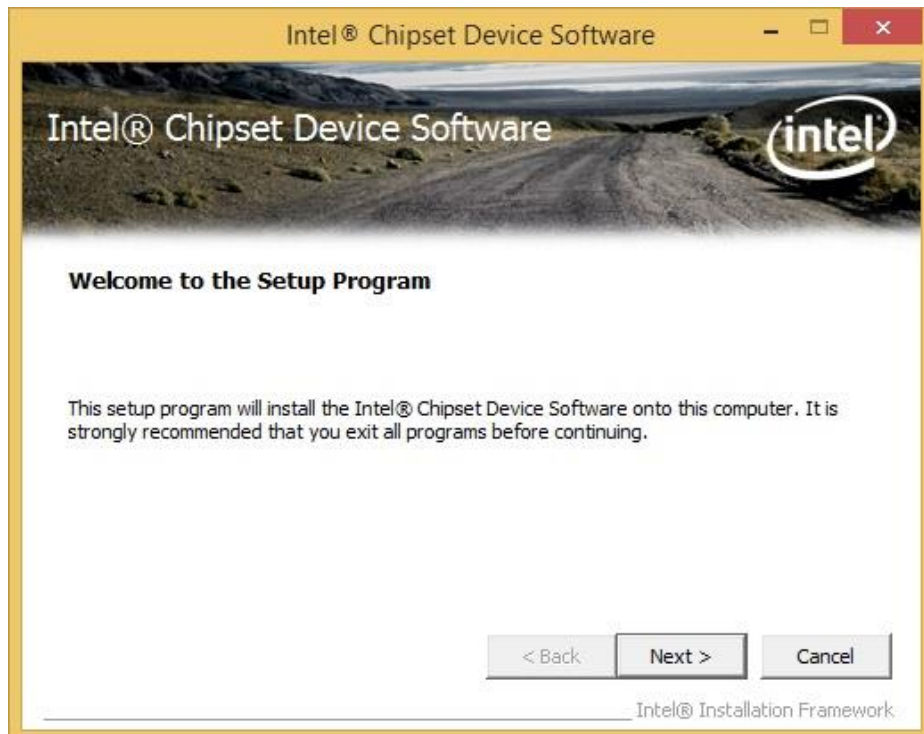 Intel® Chipset Device Software
Intel® Chipset Device Software
intel
Welcome to the Setup Program
This setup program will install the Intel® Chipset Device Software onto this computer. It is
strongly recommended that you exit all programs before continuing.
< Back
Next >
Cancel
Intel® Installation Framework